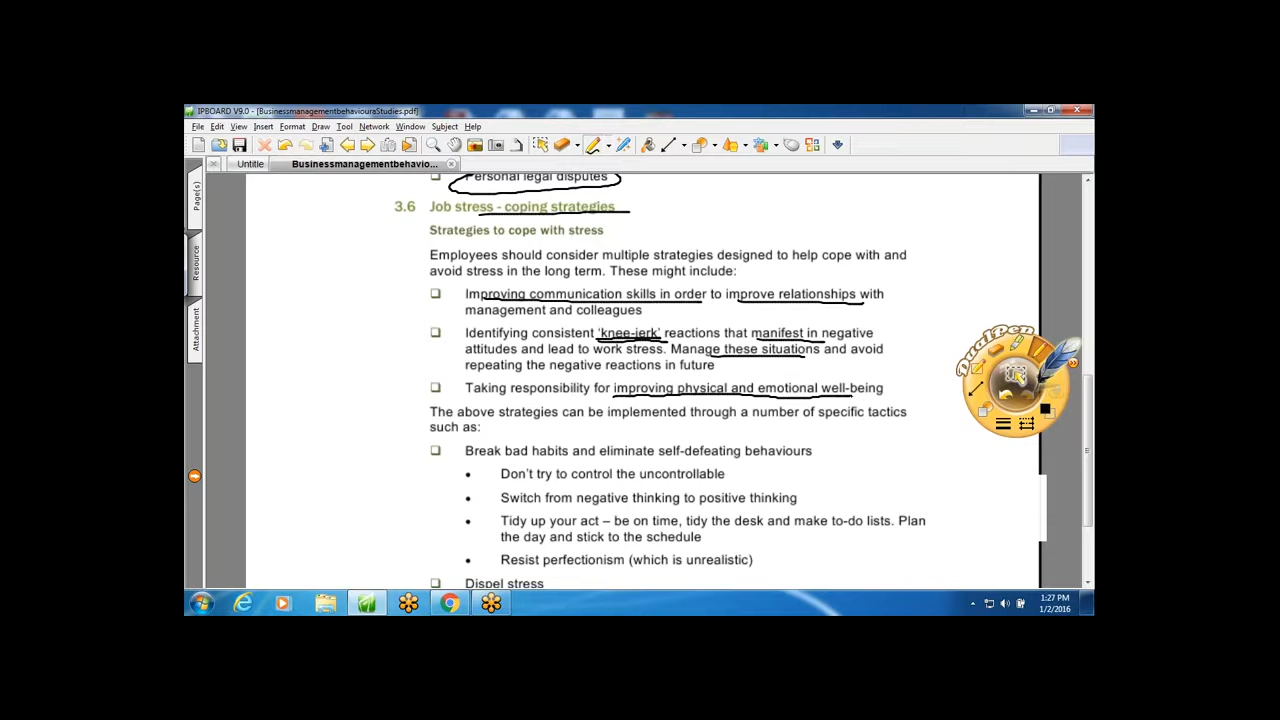 IPBOARD V9.0 - [BusinessmanagementbehaviouraStudies.pdf]
File Edit View Insert Format Draw Tool Network Window Subject Help
Untitle Businessmanagementbehavio...
Page(s)
Resource
Attachment
Personal legal disputes
3.6 Job stress - coping strategies
Strategies to cope with stress
Employees should consider multiple strategies designed to help cope with and
avoid stress in the long term. These might include:
Improving communication skills in order to improve relationships with
management and colleagues
Identifying consistent 'knee-jerk' reactions that manifest in negative
attitudes and lead to work stress. Manage these situations and avoid
repeating the negative reactions in future
Taking responsibility for improving physical and emotional well-being
The above strategies can be implemented through a number of specific tactics
such as:
Break bad habits and eliminate self-defeating behaviours
• Don't try to control the uncontrollable
• Switch from negative thinking to positive thinking
• Tidy up your act – be on time, tidy the desk and make to-do lists. Plan
the day and stick to the schedule
• Resist perfectionism (which is unrealistic)
Dispel stress
DualPen
1:27 PM
1/2/2016